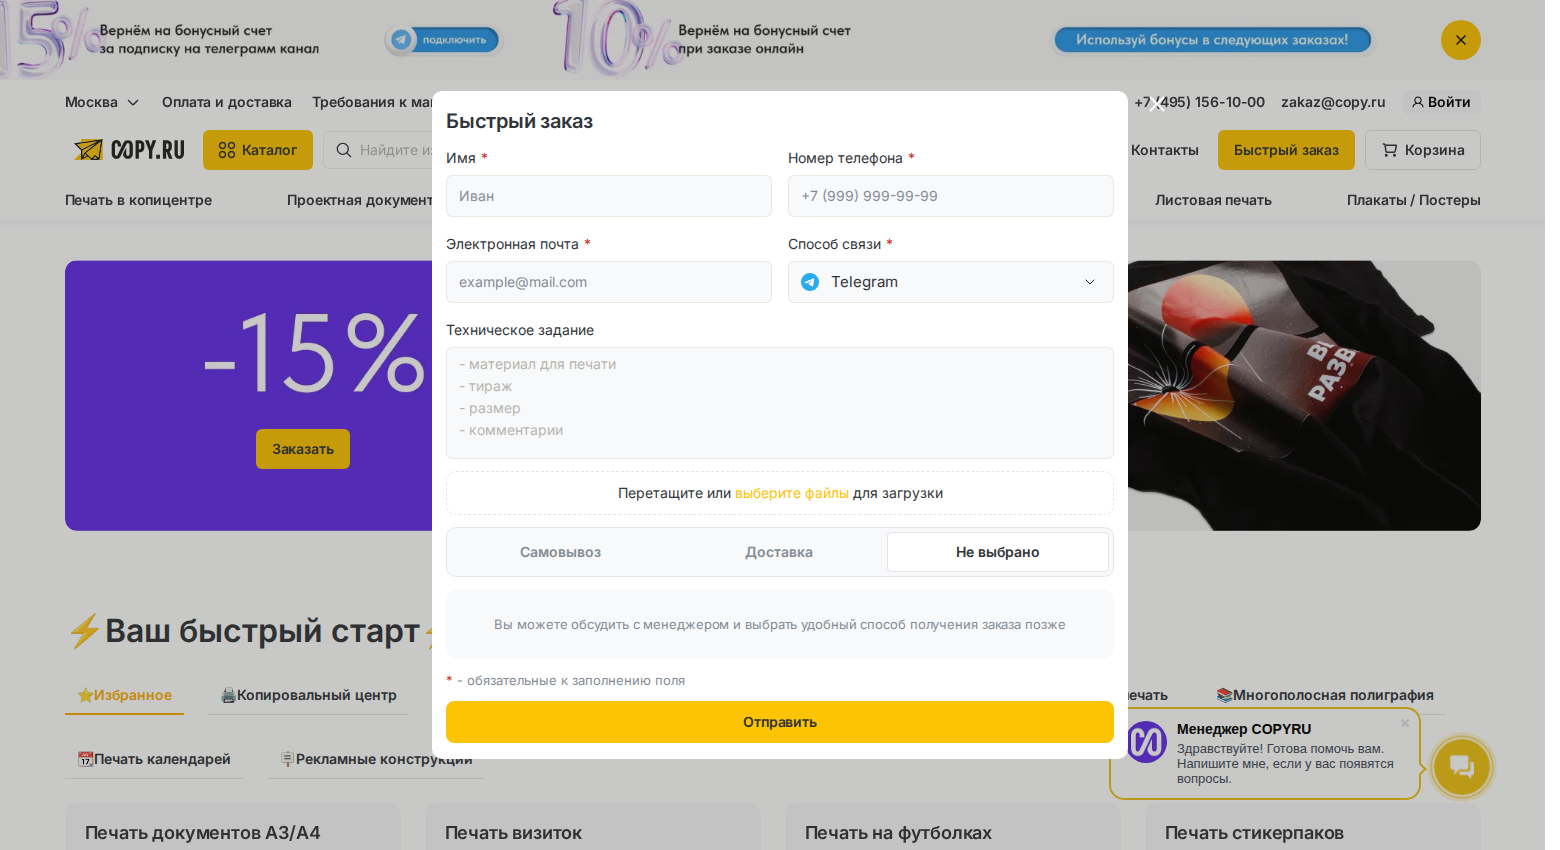 15%
Вернём на бонусный счет
за подписку на телеграмм канал
подключить
10%
Вернём на бонусный счет
при заказе онлайн
Используй бонусы в следующих заказах!
Москва
Оплата и доставка
Требования к мак
+7 (495) 156-10-00
zakaz@copy.ru
Войти
COPY.RU
Каталог
Найдите из
Контакты
Быстрый заказ
Корзина
Печать в копицентре
Проектная документ
Листовая печать
Плакаты / Постеры
-15%
Заказать
Быстрый заказ
Имя *
Номер телефона *
Иван
+7 (999) 999-99-99
Электронная почта *
Способ связи *
example@mail.com
Telegram
Техническое задание
- материал для печати
- тираж
- размер
- комментарии
Перетащите или выберите файлы для загрузки
Самовывоз
Доставка
Не выбрано
Вы можете обсудить с менеджером и выбрать удобный способ получения заказа позже
* - обязательные к заполнению поля
Отправить
⚡Ваш быстрый старт⚡
⭐Избранное
🖨️Копировальный центр
печать
📚Многополосная полиграфия
📆Печать календарей
🪧Рекламные конструкции
Менеджер COPYRU
Здравствуйте! Готова помочь вам.
Напишите мне, если у вас появятся
вопросы.
Печать документов А3/А4
Печать визиток
Печать на футболках
Печать стикерпаков